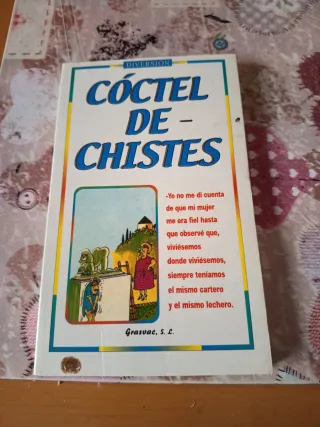 DIVERSIÓN
CÓCTEL
DE -
CHISTES
-Yo no me di cuenta
de que mi mujer
me era fiel hasta
que observé que,
viviésemos
donde viviésemos,
siempre teníamos
el mismo cartero
y el mismo lechero.
Grasvac, S. L.